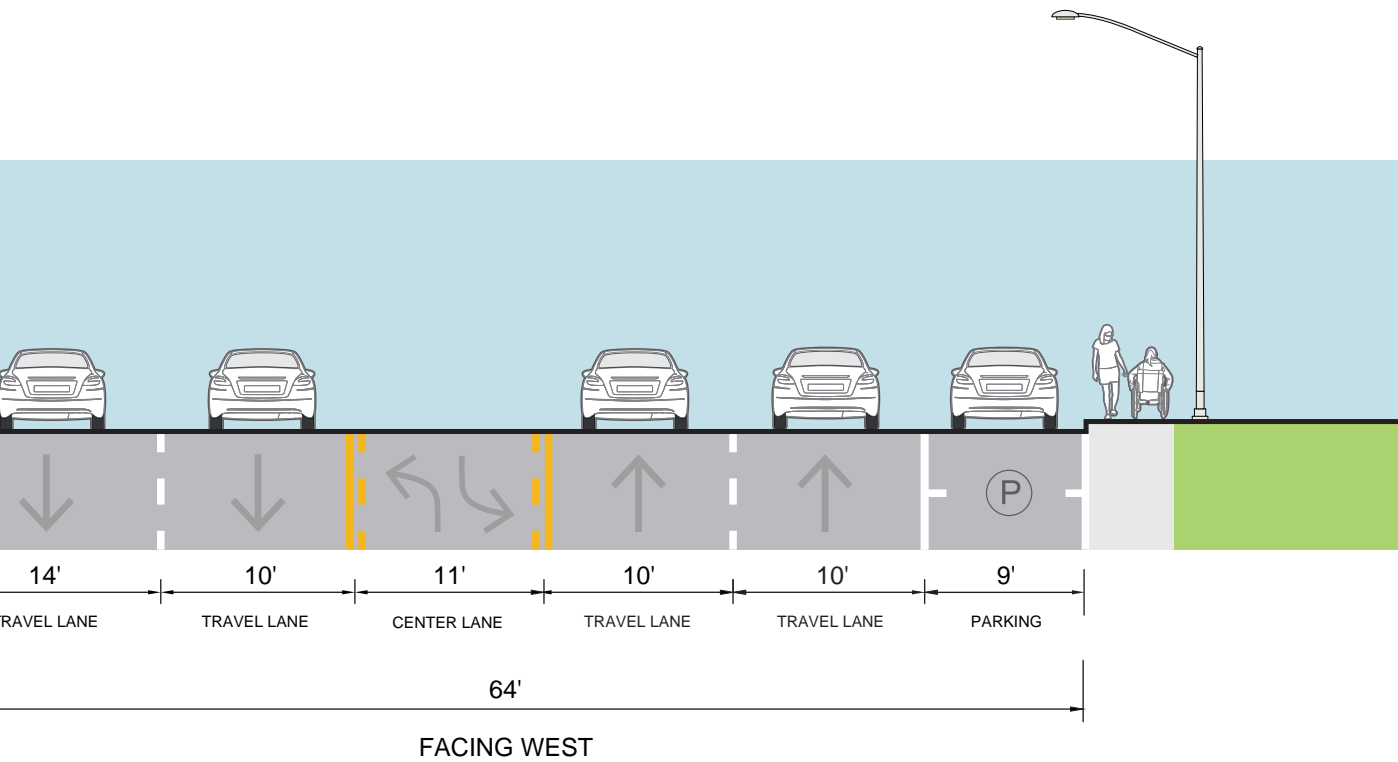 P
14' 10' 11' 10' 10' 9'
RAVEL LANE TRAVEL LANE CENTER LANE TRAVEL LANE TRAVEL LANE PARKING
64'
FACING WEST